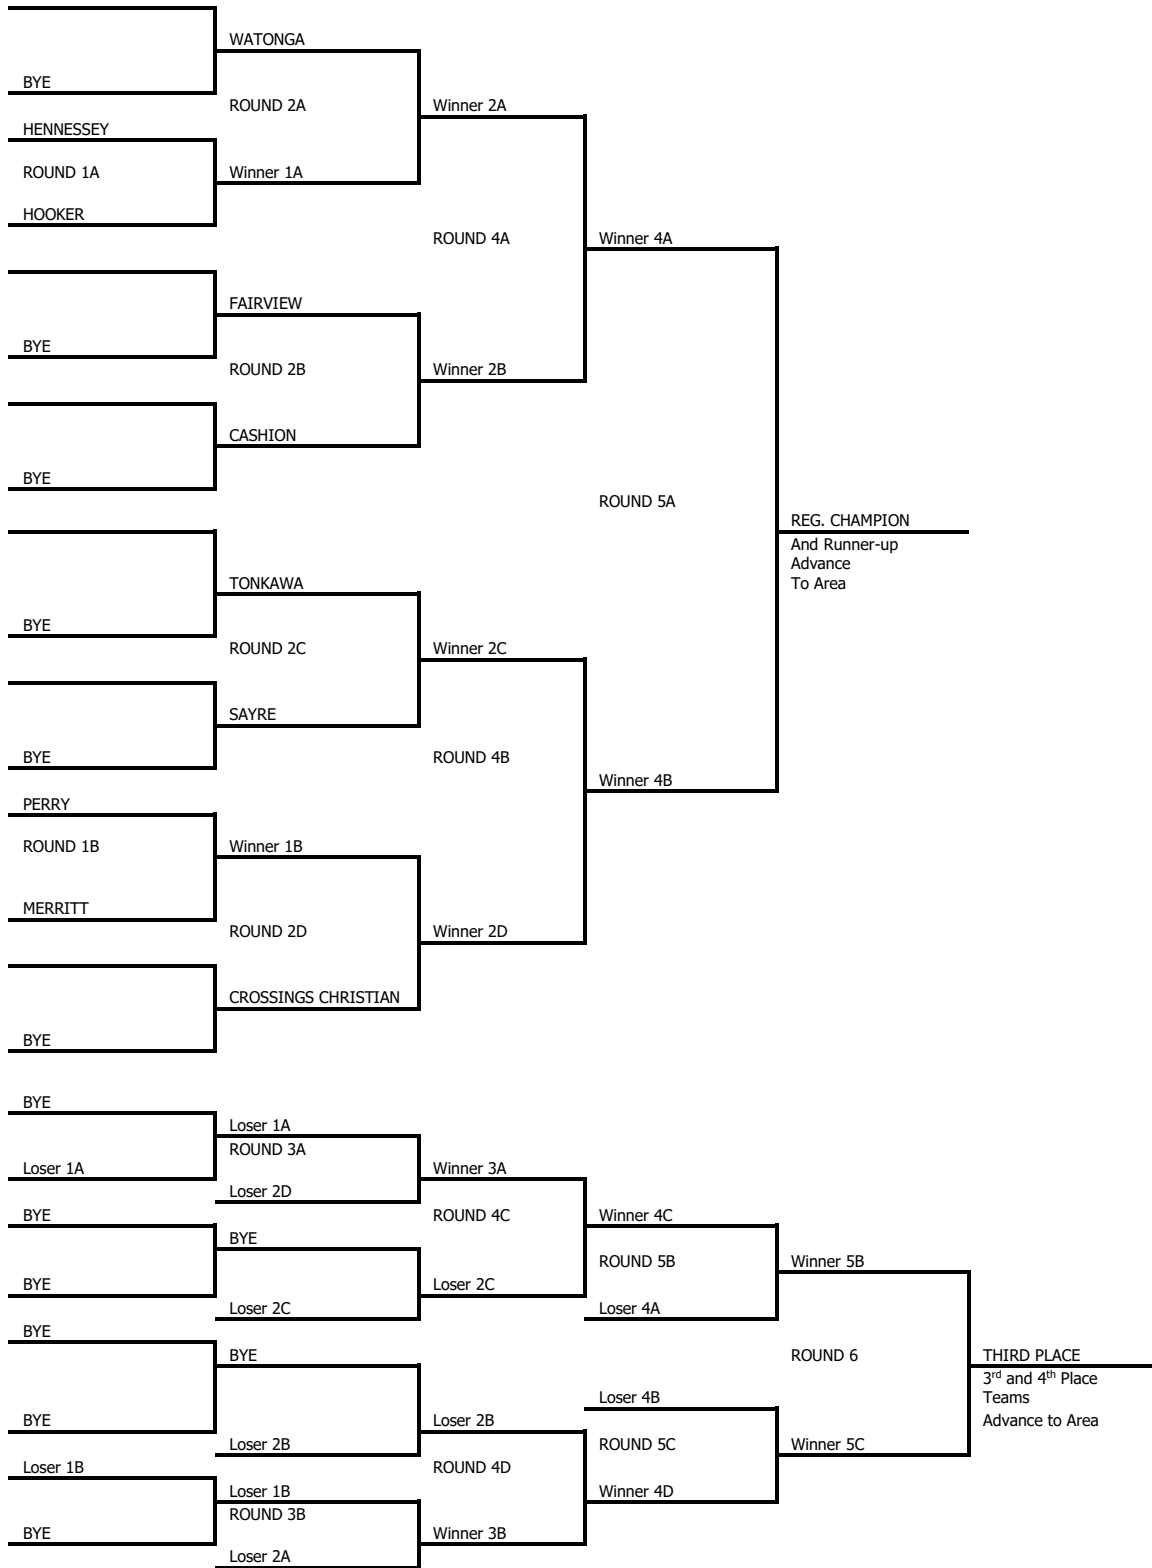 WATONGA
BYE
ROUND 2A
Winner 2A
HENNESSEY
ROUND 1A
Winner 1A
HOOKER
ROUND 4A
Winner 4A
FAIRVIEW
BYE
ROUND 2B
Winner 2B
CASHION
BYE
ROUND 5A
REG. CHAMPION
And Runner-up
Advance
To Area
TONKAWA
BYE
ROUND 2C
Winner 2C
SAYRE
BYE
ROUND 4B
Winner 4B
PERRY
ROUND 1B
Winner 1B
MERRITT
ROUND 2D
Winner 2D
CROSSINGS CHRISTIAN
BYE
BYE
Loser 1A
ROUND 3A
Loser 1A
Winner 3A
Loser 2D
BYE
ROUND 4C
Winner 4C
BYE
ROUND 5B
Winner 5B
BYE
Loser 2C
Loser 2C
Loser 4A
BYE
BYE
ROUND 6
THIRD PLACE
3rd and 4th Place
Teams
Advance to Area
Loser 4B
BYE
Loser 2B
Loser 2B
ROUND 5C
Winner 5C
Loser 1B
ROUND 4D
Loser 1B
Winner 4D
ROUND 3B
BYE
Winner 3B
Loser 2A